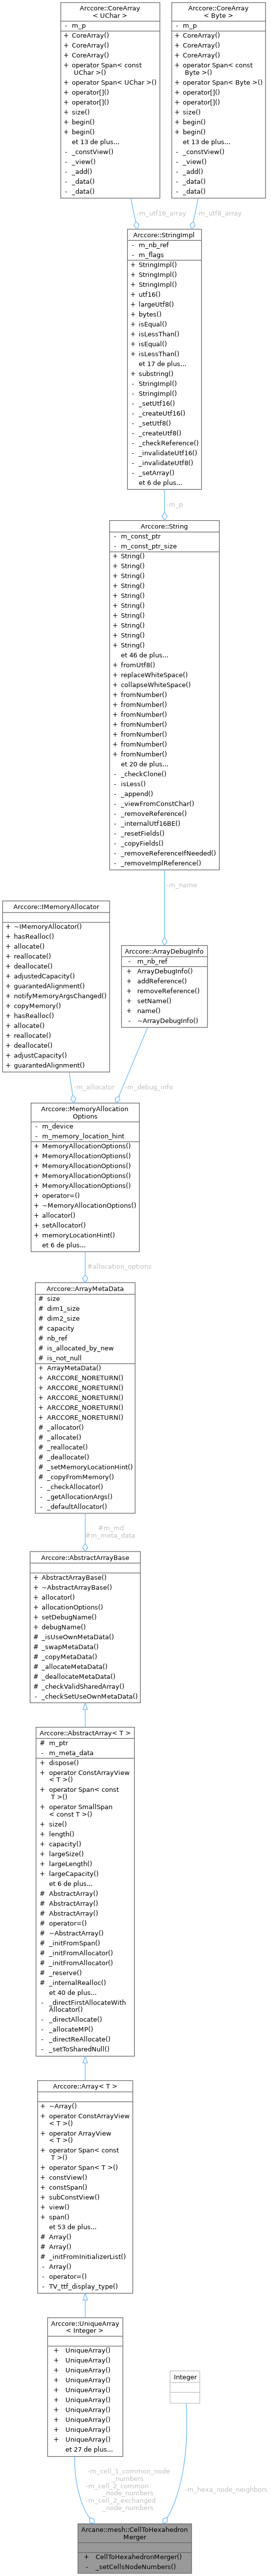 Arccore::CoreArray
< UChar >
- m_p
+ CoreArray()
+ CoreArray()
+ CoreArray()
+ operator Span< const
UChar >()
+ operator Span< UChar >()
+ operator[]()
+ operator[]()
+ size()
+ begin()
+ begin()
et 13 de plus...
- _constView()
- _view()
- _add()
- _data()
- _data()
Arccore::CoreArray
< Byte >
- m_p
+ CoreArray()
+ CoreArray()
+ CoreArray()
+ operator Span< const
Byte >()
+ operator Span< Byte >()
+ operator[]()
+ operator[]()
+ size()
+ begin()
+ begin()
et 13 de plus...
- _constView()
- _view()
- _add()
- _data()
- _data()
-m_utf16_array
-m_utf8_array
Arccore::StringImpl
- m_nb_ref
- m_flags
+ StringImpl()
+ StringImpl()
+ StringImpl()
+ utf16()
+ largeUtf8()
+ bytes()
+ isEqual()
+ isLessThan()
+ isEqual()
+ isLessThan()
et 17 de plus...
+ substring()
- StringImpl()
- StringImpl()
- _setUtf16()
- _createUtf16()
- _setUtf8()
- _createUtf8()
- _checkReference()
- _invalidateUtf16()
- _invalidateUtf8()
- _setArray()
et 6 de plus...
-m_p
Arccore::String
- m_const_ptr
- m_const_ptr_size
+ String()
+ String()
+ String()
+ String()
+ String()
+ String()
+ String()
+ String()
+ String()
+ String()
et 46 de plus...
+ fromUtf8()
+ replaceWhiteSpace()
+ collapseWhiteSpace()
+ fromNumber()
+ fromNumber()
+ fromNumber()
+ fromNumber()
+ fromNumber()
+ fromNumber()
+ fromNumber()
et 20 de plus...
- _checkClone()
- isLess()
- _append()
- _viewFromConstChar()
- _removeReference()
- _internalUtf16BE()
- _resetFields()
- _copyFields()
- _removeReferenceIfNeeded()
- _removeImplReference()
-m_name
Arccore::IMemoryAllocator
+ ~IMemoryAllocator()
+ hasRealloc()
+ allocate()
+ reallocate()
+ deallocate()
+ adjustedCapacity()
+ guarantedAlignment()
+ notifyMemoryArgsChanged()
+ copyMemory()
+ hasRealloc()
+ allocate()
+ reallocate()
+ deallocate()
+ adjustCapacity()
+ guarantedAlignment()
Arccore::ArrayDebugInfo
- m_nb_ref
+ ArrayDebugInfo()
+ addReference()
+ removeReference()
+ setName()
+ name()
- ~ArrayDebugInfo()
-m_allocator
-m_debug_info
Arccore::MemoryAllocation
Options
- m_device
- m_memory_location_hint
+ MemoryAllocationOptions()
+ MemoryAllocationOptions()
+ MemoryAllocationOptions()
+ MemoryAllocationOptions()
+ MemoryAllocationOptions()
+ operator=()
+ ~MemoryAllocationOptions()
+ allocator()
+ setAllocator()
+ memoryLocationHint()
et 6 de plus...
#allocation_options
Arccore::ArrayMetaData
# size
# dim1_size
# dim2_size
# capacity
# nb_ref
# is_allocated_by_new
# is_not_null
+ ArrayMetaData()
+ ARCCORE_NORETURN()
+ ARCCORE_NORETURN()
+ ARCCORE_NORETURN()
+ ARCCORE_NORETURN()
+ ARCCORE_NORETURN()
# _allocator()
# _allocate()
# _reallocate()
# _deallocate()
# _setMemoryLocationHint()
# _copyFromMemory()
- _checkAllocator()
- _getAllocationArgs()
- _defaultAllocator()
#m_md
#m_meta_data
Arccore::AbstractArrayBase
+ AbstractArrayBase()
+ ~AbstractArrayBase()
+ allocator()
+ allocationOptions()
+ setDebugName()
+ debugName()
# _isUseOwnMetaData()
# _swapMetaData()
# _copyMetaData()
# _allocateMetaData()
# _deallocateMetaData()
# _checkValidSharedArray()
- _checkSetUseOwnMetaData()
Arccore::AbstractArray< T >
# m_ptr
- m_meta_data
+ dispose()
+ operator ConstArrayView
< T >()
+ operator Span< const
T >()
+ operator SmallSpan
< const T >()
+ size()
+ length()
+ capacity()
+ largeSize()
+ largeLength()
+ largeCapacity()
et 6 de plus...
# AbstractArray()
# AbstractArray()
# AbstractArray()
# operator=()
# ~AbstractArray()
# _initFromSpan()
# _initFromAllocator()
# _initFromAllocator()
# _reserve()
# _internalRealloc()
et 40 de plus...
- _directFirstAllocateWith
Allocator()
- _directAllocate()
- _allocateMP()
- _directReAllocate()
- _setToSharedNull()
Arccore::Array< T >
+ ~Array()
+ operator ConstArrayView
< T >()
+ operator ArrayView
< T >()
+ operator Span< const
T >()
+ operator Span< T >()
+ constView()
+ constSpan()
+ subConstView()
+ view()
+ span()
et 53 de plus...
# Array()
# Array()
# _initFromInitializerList()
- Array()
- operator=()
- TV_ttf_display_type()
Arccore::UniqueArray
< Integer >
+ UniqueArray()
+ UniqueArray()
+ UniqueArray()
+ UniqueArray()
+ UniqueArray()
+ UniqueArray()
+ UniqueArray()
+ UniqueArray()
+ UniqueArray()
+ UniqueArray()
et 27 de plus...
Integer
-m_cell_1_common_node
_numbers
-m_cell_2_common
_node_numbers
-m_cell_2_exchanged
_node_numbers
-m_hexa_node_neighbors
Arcane::mesh::CellToHexahedron
Merger
+ CellToHexahedronMerger()
- _setCellsNodeNumbers()